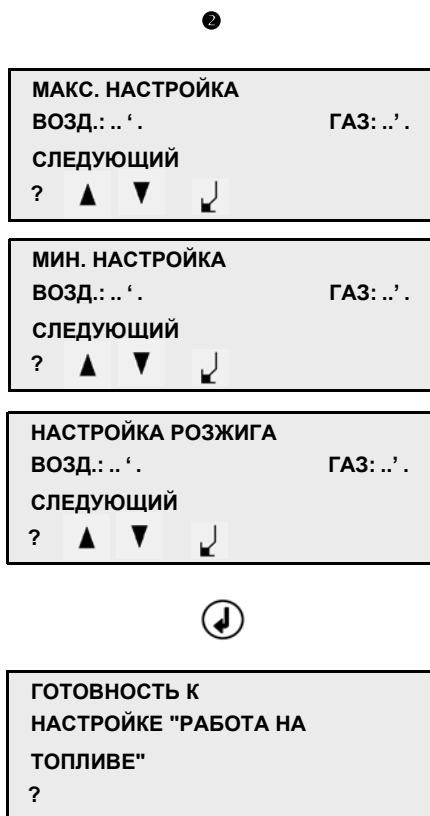 ❷
МАКС. НАСТРОЙКА
ВОЗД.: .. ‘ . ГАЗ: ..’ .
СЛЕДУЮЩИЙ
? ▲ ▼
МИН. НАСТРОЙКА
ВОЗД.: .. ‘ . ГАЗ: ..’ .
СЛЕДУЮЩИЙ
? ▲ ▼
НАСТРОЙКА РОЗЖИГА
ВОЗД.: .. ‘ . ГАЗ: ..’ .
СЛЕДУЮЩИЙ
? ▲ ▼
ГОТОВНОСТЬ К
НАСТРОЙКЕ "РАБОТА НА
ТОПЛИВЕ"
?